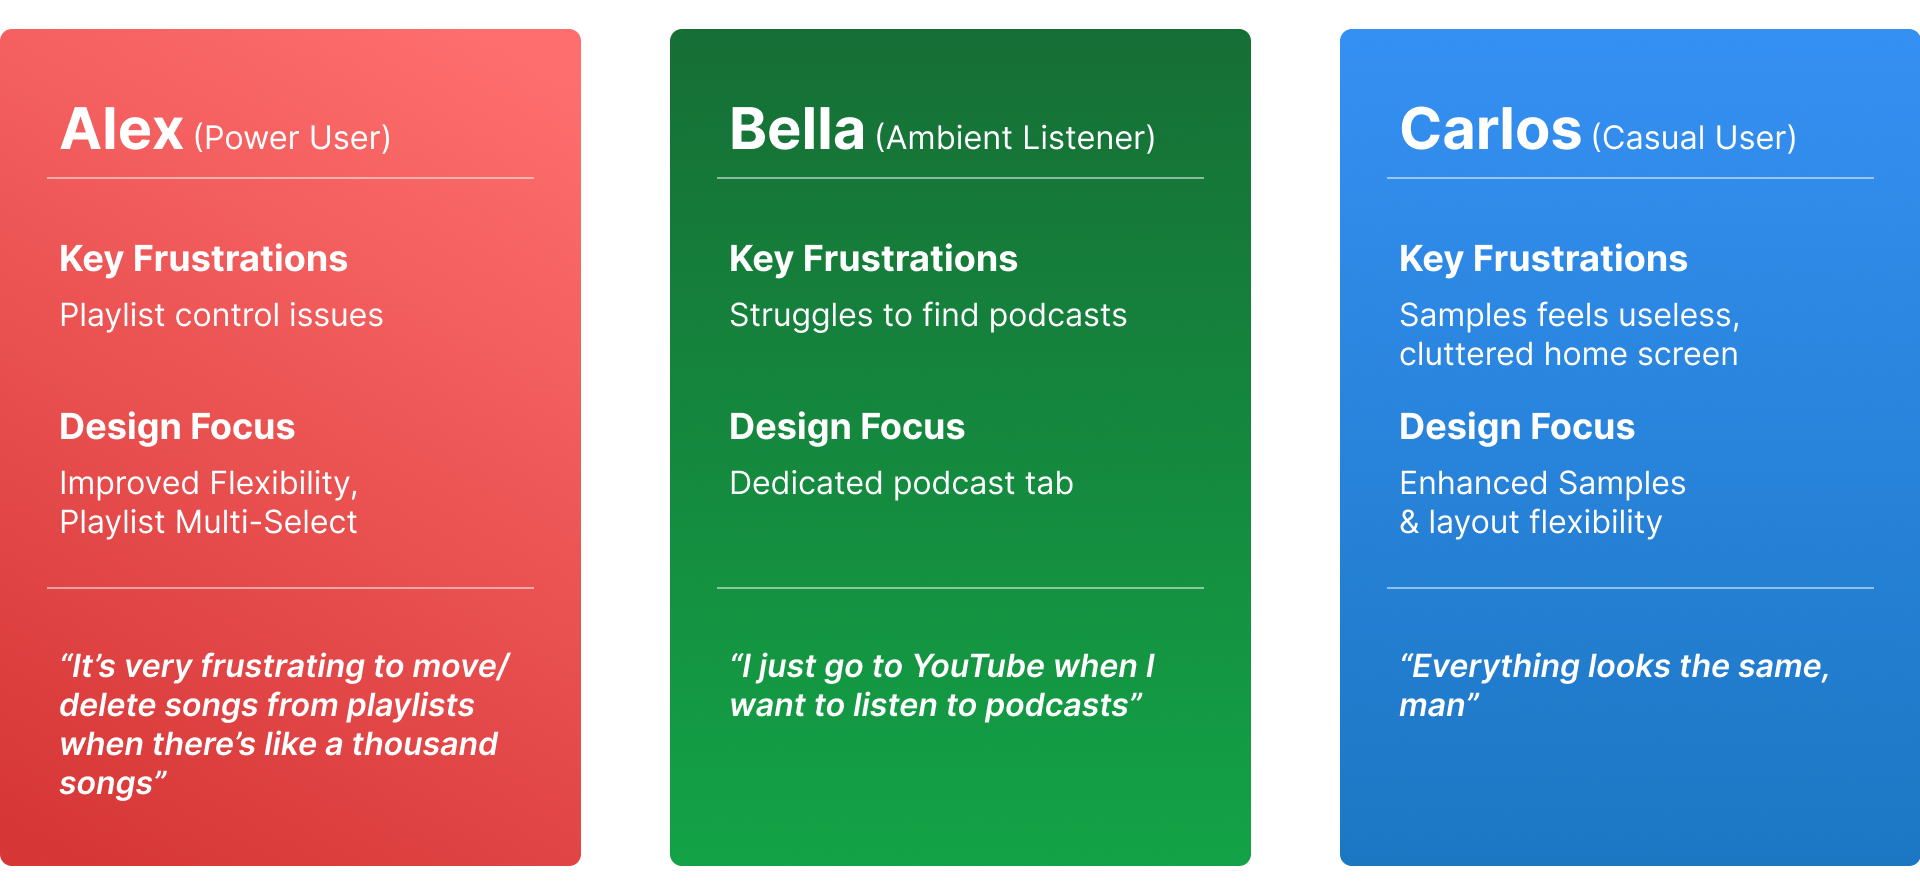 Alex (Power User)
Key Frustrations
Playlist control issues
Design Focus
Improved Flexibility,
Playlist Multi-Select
“It’s very frustrating to move/
delete songs from playlists
when there’s like a thousand
songs”
Bella (Ambient Listener)
Key Frustrations
Struggles to find podcasts
Design Focus
Dedicated podcast tab
“I just go to YouTube when I
want to listen to podcasts”
Carlos (Casual User)
Key Frustrations
Samples feels useless,
cluttered home screen
Design Focus
Enhanced Samples
& layout flexibility
“Everything looks the same,
man”